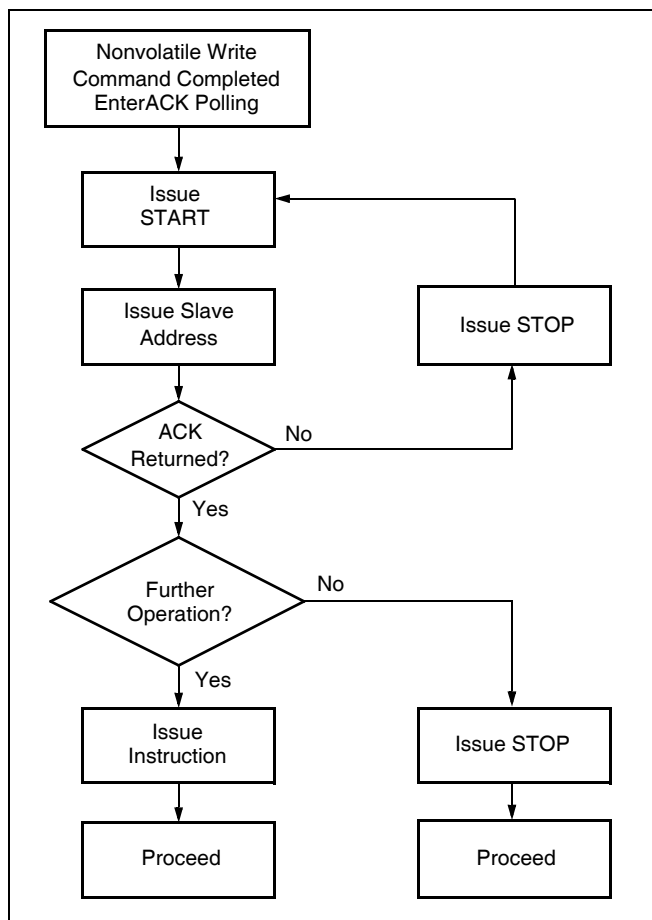 Nonvolatile Write
Command Completed
EnterACK Polling
Issue
START
Issue Slave
Address
Issue STOP
ACK
Returned?
No
Yes
Further
Operation?
No
Yes
Issue
Instruction
Issue STOP
Proceed
Proceed